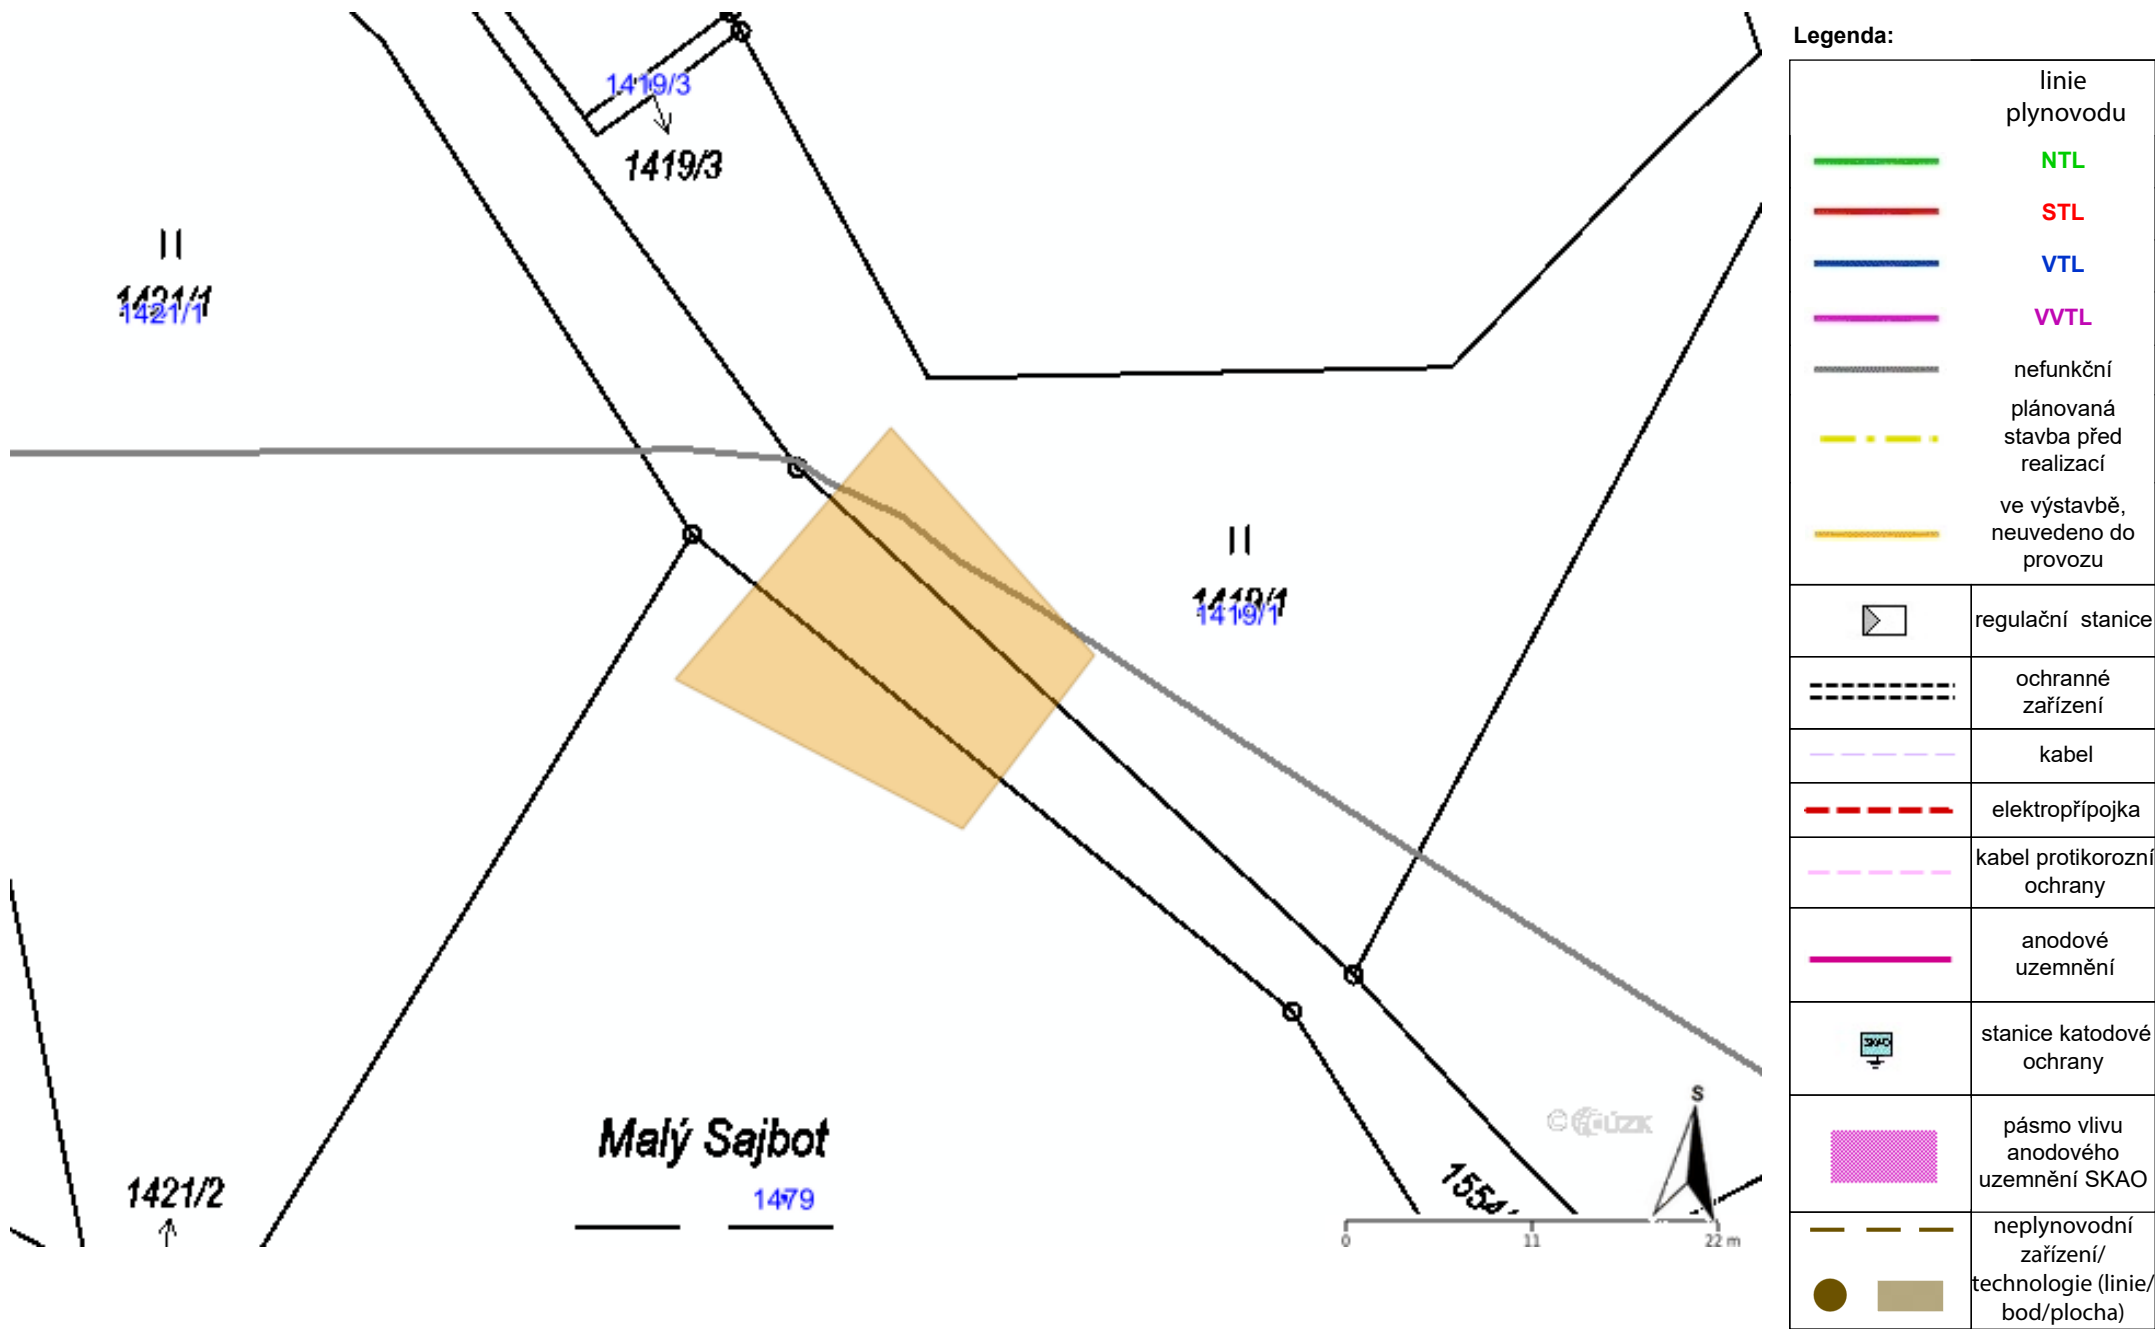 1419/3
1419/3
1421/1
1421/1
1419/1
1419/1
Malý Sajbot
1479
1421/2
S
0
11
22 m
Legenda:
linie
plynovodu
NTL
STL
VTL
VVTL
nefunkční
plánovaná
stavba před
realizací
ve výstavbě,
neuvedeno do
provozu
regulační stanice
ochranné
zařízení
kabel
elektropřípojka
kabel protikorozní
ochrany
anodové
uzemnění
SKAO
stanice katodové
ochrany
pásmo vlivu
anodového
uzemnění SKAO
neplynovodní
zařízení/
technologie (linie/
bod/plocha)